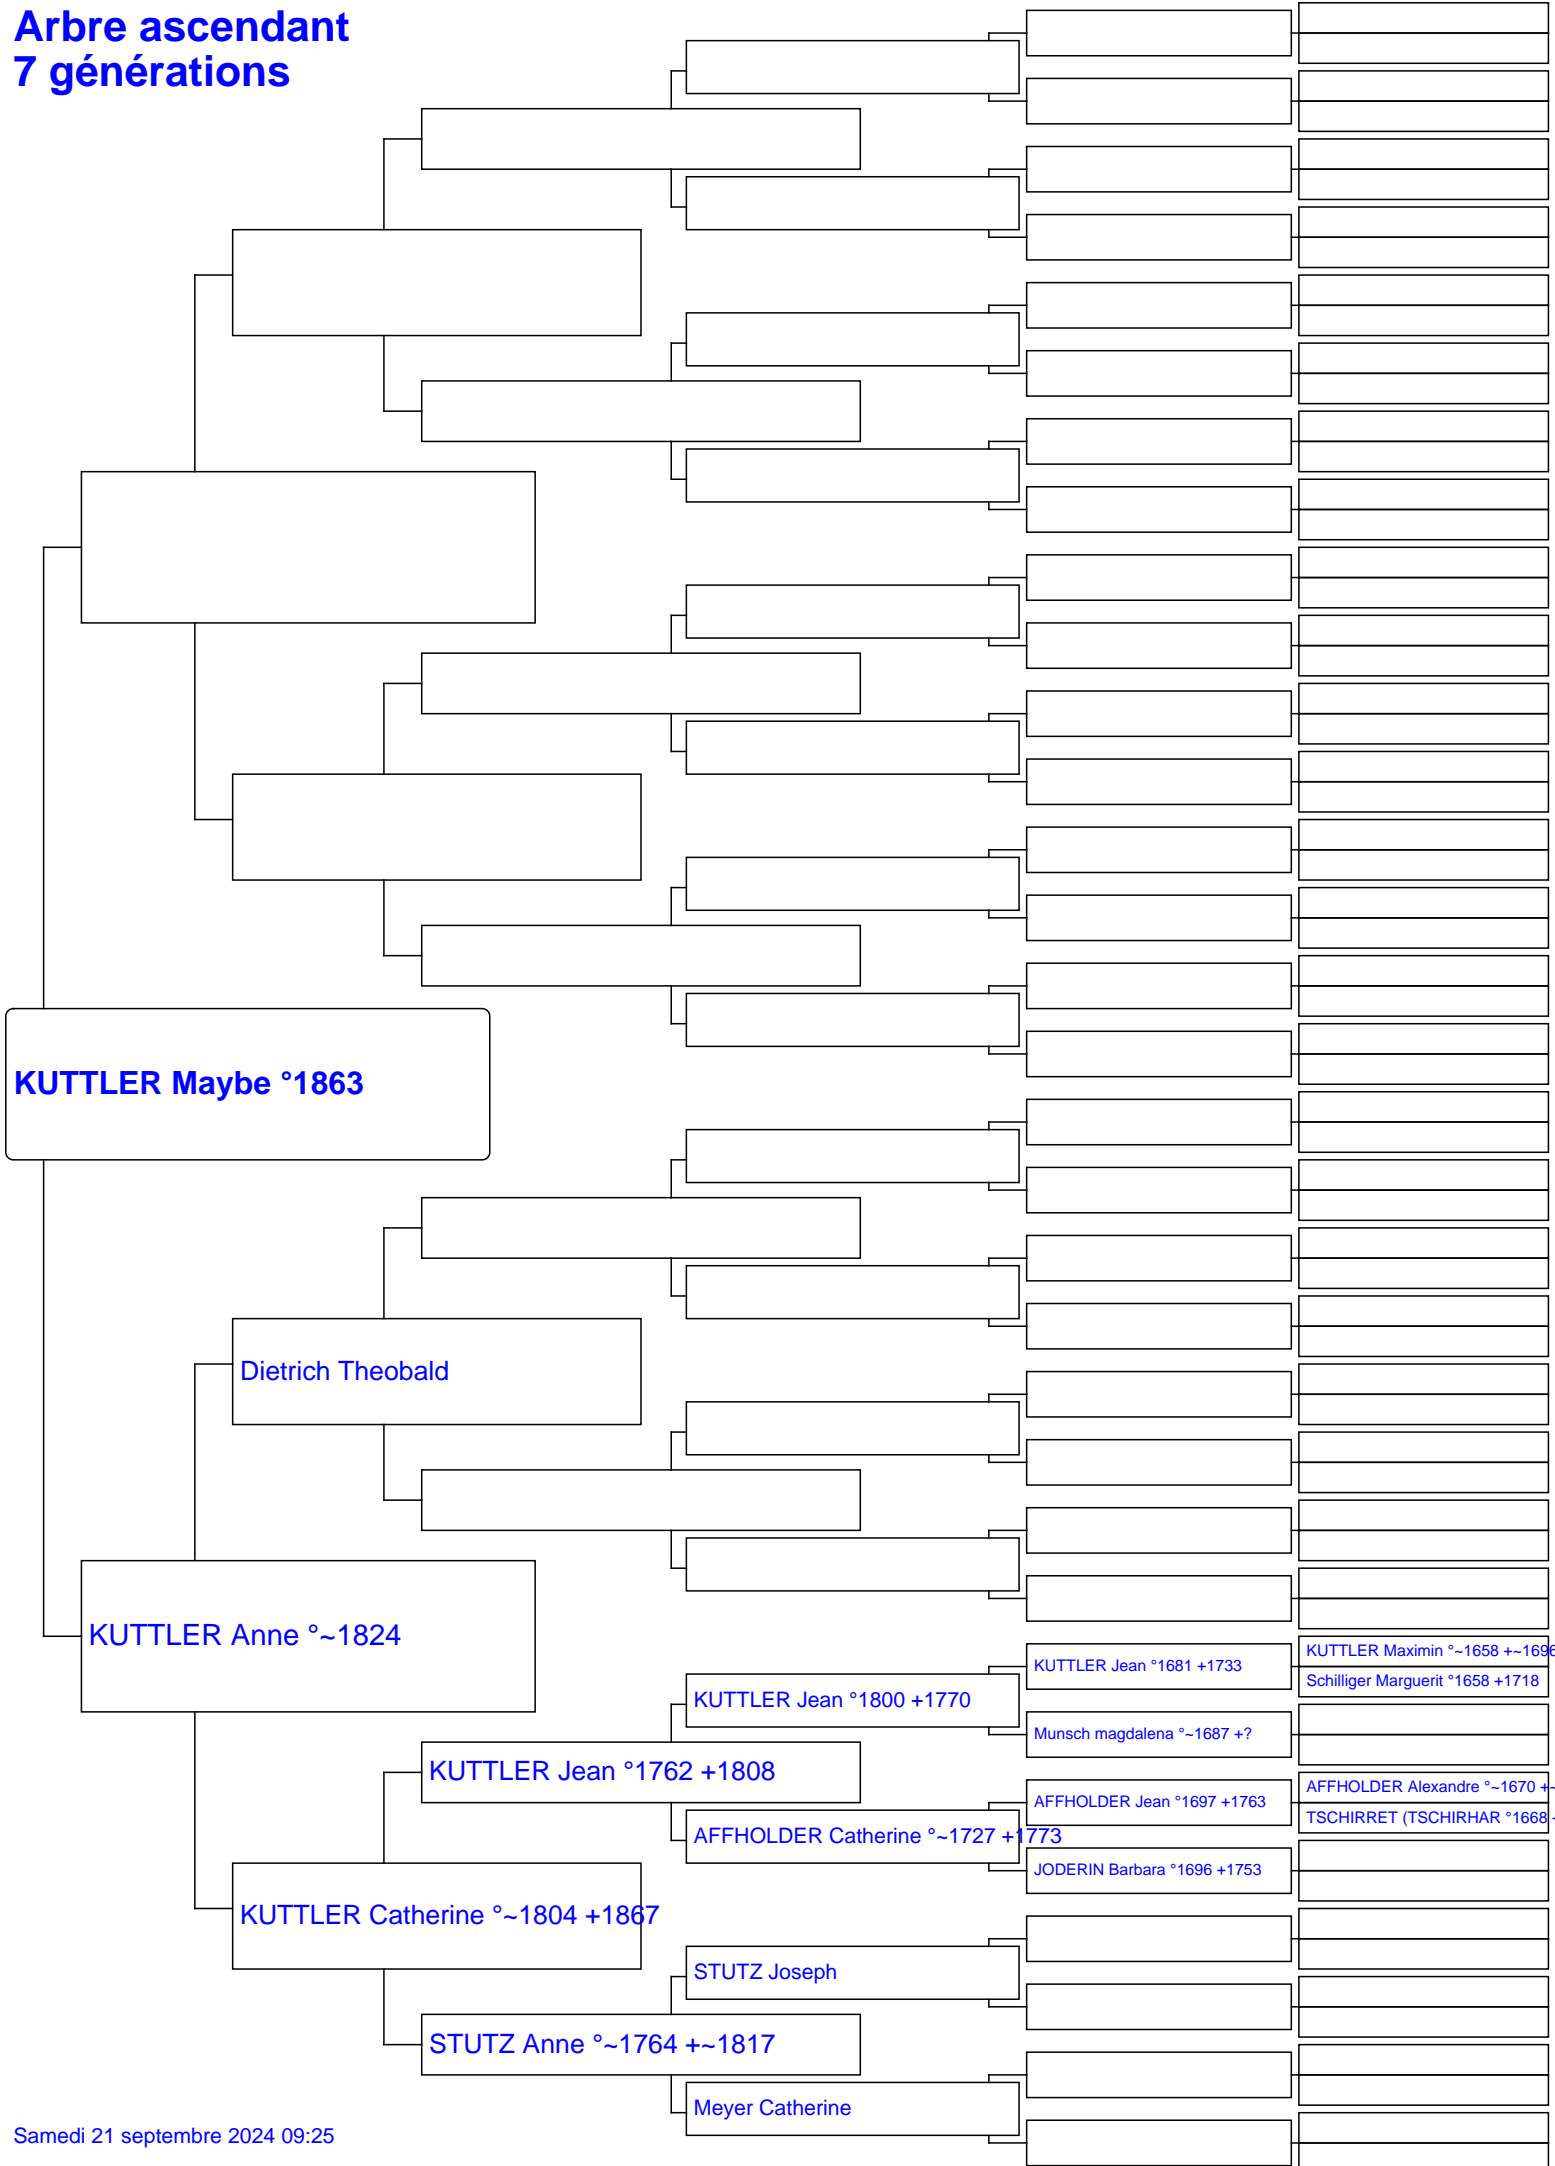 Arbre ascendant
7 générations
KUTTLER Maybe °1863
Dietrich Theobald
KUTTLER Anne °~1824
KUTTLER Maximin °~1658 +~1696
KUTTLER Jean °1681 +1733
Schilliger Marguerit °1658 +1718
KUTTLER Jean °1800 +1770
Munsch magdalena °~1687 +?
KUTTLER Jean °1762 +1808
AFFHOLDER Alexandre °~1670 +~
AFFHOLDER Jean °1697 +1763
TSCHIRRET (TSCHIRHAR °1668 +
AFFHOLDER Catherine °~1727 +1773
JODERIN Barbara °1696 +1753
KUTTLER Catherine °~1804 +1867
STUTZ Joseph
STUTZ Anne °~1764 +~1817
Meyer Catherine
Samedi 21 septembre 2024 09:25